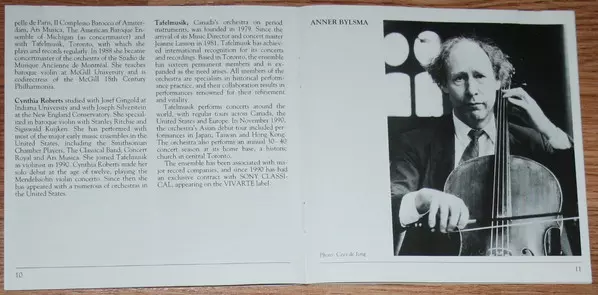 pelle de Paris, Il Complesso Barocco of Amster-
dam, Ars Musica, The American Baroque En-
semble of Michigan (as concertmaster) and
with Tafelmusik, Toronto, with which she
plays and records regularly. In 1988 she became
concertmaster of the orchestra of the Studio de
Musique Ancienne de Montréal. She teaches
baroque violin at McGill University and is
codirectress of the McGill 18th Century
Philharmonia.
Cynthia Roberts studied with Josef Gingold at
Indiana University and with Joseph Silverstein
at the New England Conservatory. She special-
ized in baroque violin with Stanley Ritchie and
Sigiswald Kuijken. She has performed with
most of the major early music ensembles in the
United States, including the Smithsonian
Chamber Players, The Classical Band, Concert
Royal and Ars Musica. She joined Tafelmusik
as violinist in 1990. Cynthia Roberts made her
solo debut at the age of twelve, playing the
Mendelssohn violin concerto. Since then she
has appeared with a numerous of orchestras in
the United States.
10
Tafelmusik, Canada's orchestra on period
instruments, was founded in 1979. Since the
arrival of its Music Director and concert master
Jeanne Lamon in 1981, Tafelmusik has achiev-
ed international recognition for its concerts
and recordings. Based in Toronto, the ensemble
has sixteen permanent members and is ex-
panded as the need arises. All members of the
orchestra are specialists in historical perform-
ance practice, and their collaboration results in
performances renowned for their refinement
and vitality.
Tafelmusik performs concerts around the
world, with regular tours across Canada, the
United States and Europe. In November 1990,
the orchestra's Asian debut tour included per-
formances in Japan, Taiwan and Hong Kong.
The orchestra also perform an annual 30 - 40
concert season at its home base, a historic
church in central Toronto.
The ensemble has been associated with ma-
jor record companies, and since 1990 has had
an exclusive contract with SONY CLASSI-
CAL, appearing on the VIVARTE label.
ANNER BYLSMA
Photo: de Jong
11